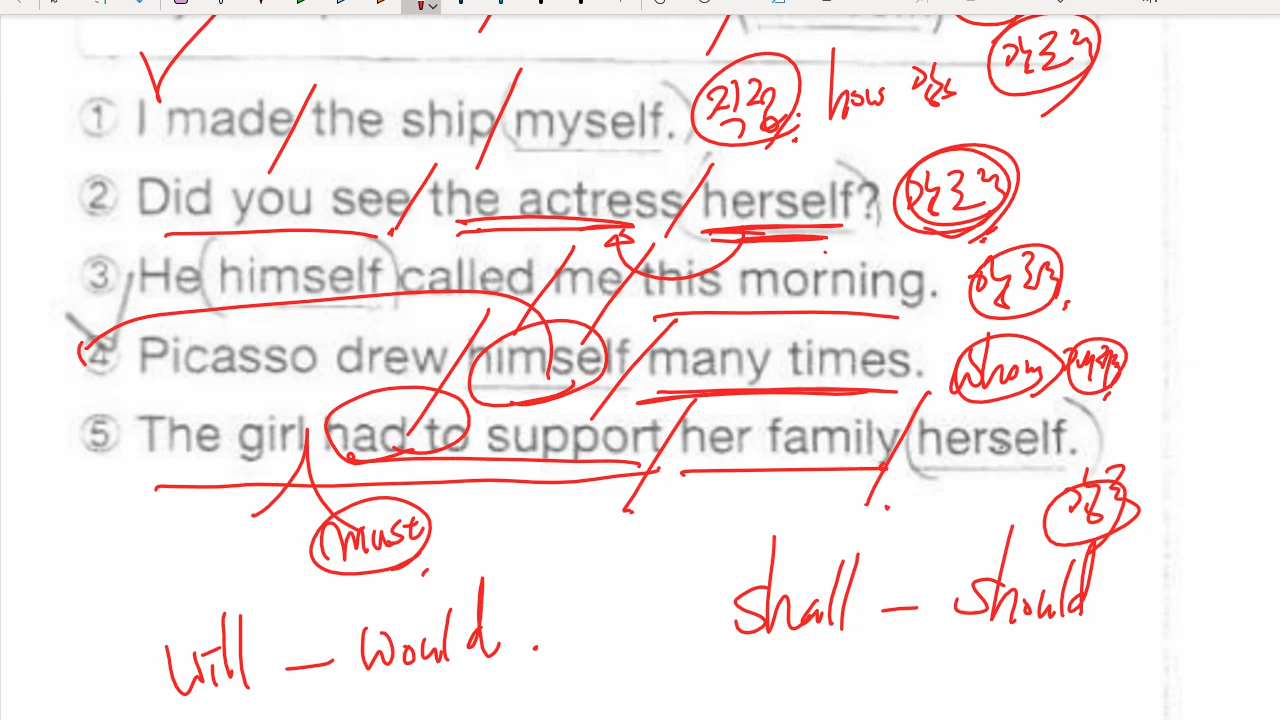 ① I made the ship myself. how
② Did you see the actress herself?
③ He himself called me this morning.
④ Picasso drew himself many times. whom
⑤ The girl had to support her family herself.
must
shall - should
will - would.